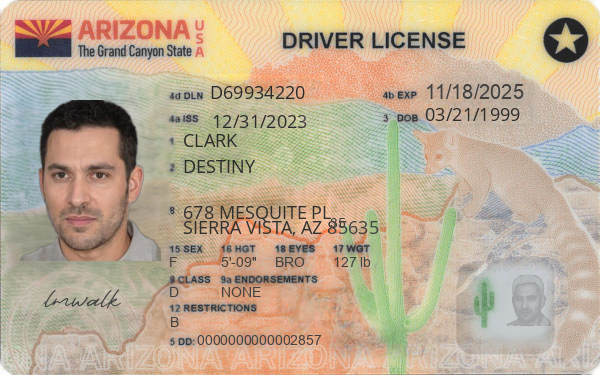 ARIZONA USA
The Grand Canyon State
DRIVER LICENSE
4d DLN D69934220
4b EXP 11/18/2025
4a ISS 12/31/2023
3 DOB 03/21/1999
1 CLARK
2 DESTINY
8 678 MESQUITE PL
35
SIERRA VISTA, AZ 85635
15 SEX 16 HGT 18 EYES 17 WGT
F 5'-09" BRO 127 lb
9 CLASS 9a ENDORSEMENTS
D NONE
12 RESTRICTIONS
B
lmwalk
5 DD: 0000000000002857
ARIZONA ARIZONA ARIZONA ARIZONA